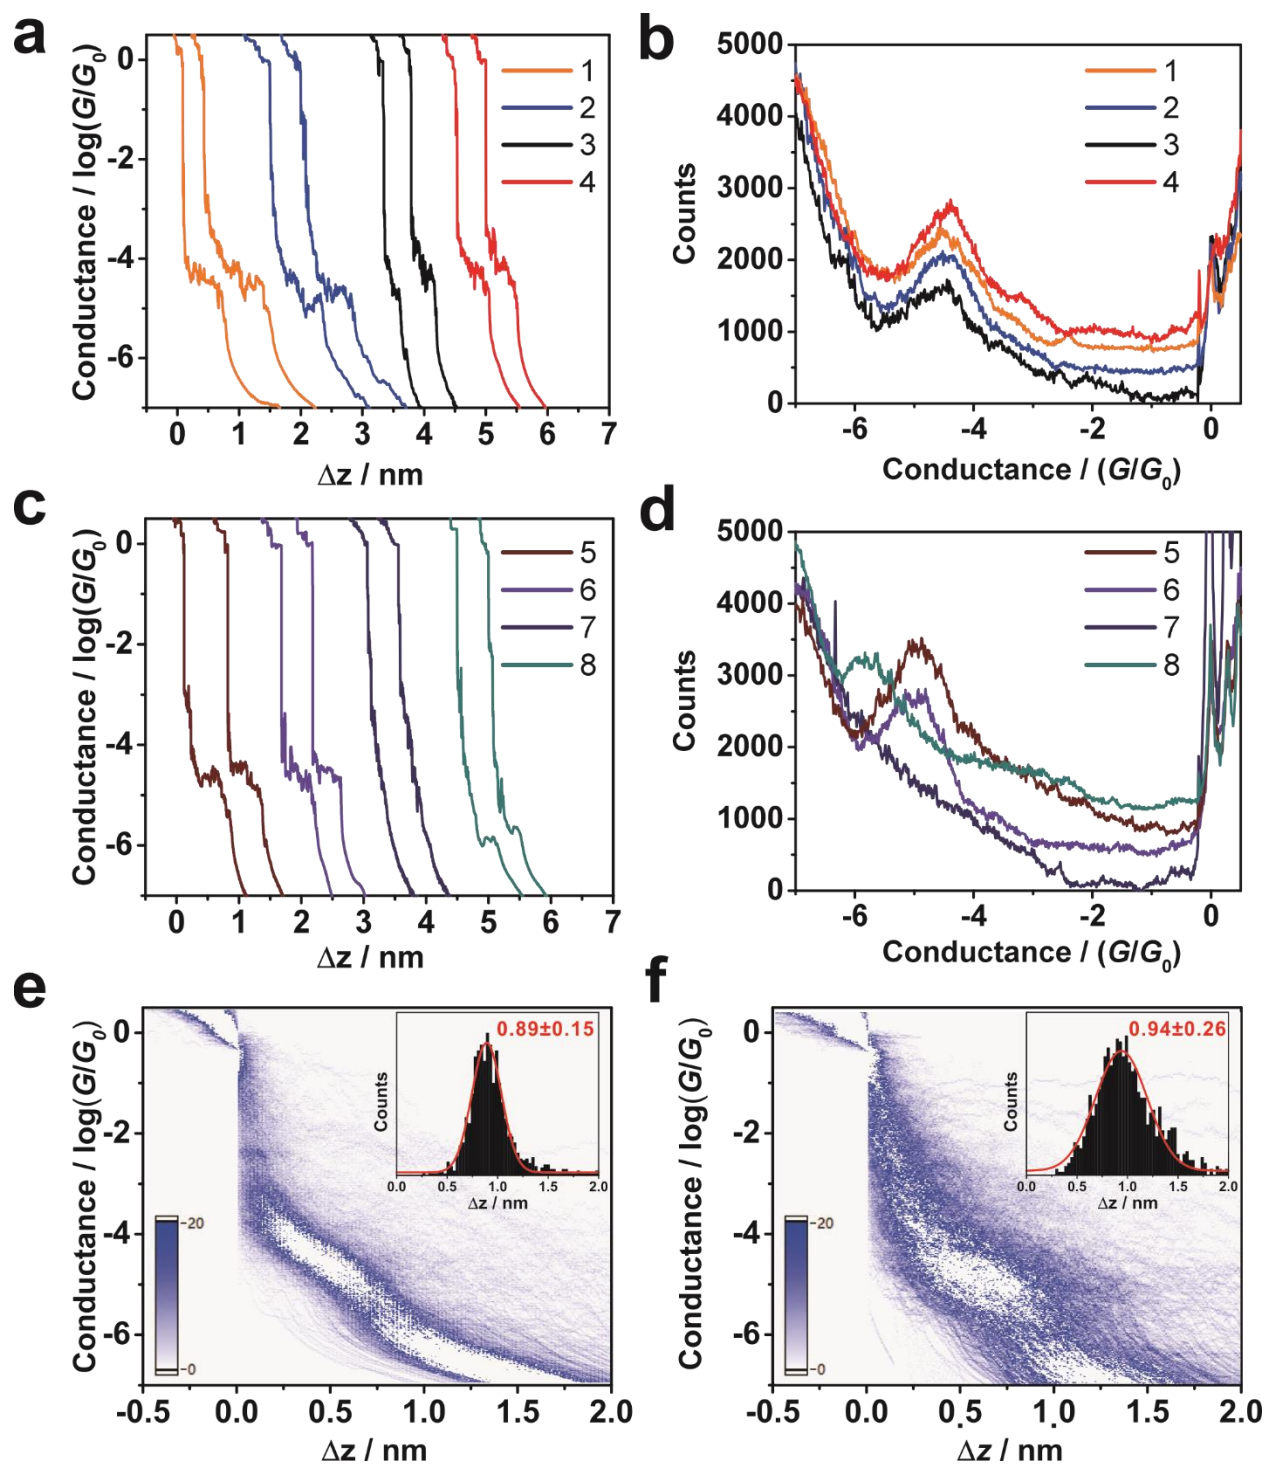 a
Conductance / log(G/G₀)
0
-2
-4
-6
1
2
3
4
0 1 2 3 4 5 6 7
Δz / nm
b
Counts
5000
4000
3000
2000
1000
0
1
2
3
4
-6 -4 -2 0
Conductance / (G/G₀)
c
Conductance / log(G/G₀)
0
-2
-4
-6
5
6
7
8
0 1 2 3 4 5 6 7
Δz / nm
d
Counts
5000
4000
3000
2000
1000
0
5
6
7
8
-6 -4 -2 0
Conductance / (G/G₀)
e
Conductance / log(G/G₀)
0
-2
-4
-6
0.89±0.15
Counts
0.0 0.5 1.0 1.5 2.0
Δz / nm
20
0
-0.5 0.0 0.5 1.0 1.5 2.0
Δz / nm
f
Conductance / log(G/G₀)
0
-2
-4
-6
0.94±0.26
Counts
0.0 0.5 1.0 1.5 2.0
Δz / nm
20
0
-0.5 0.0 0.5 1.0 1.5 2.0
Δz / nm